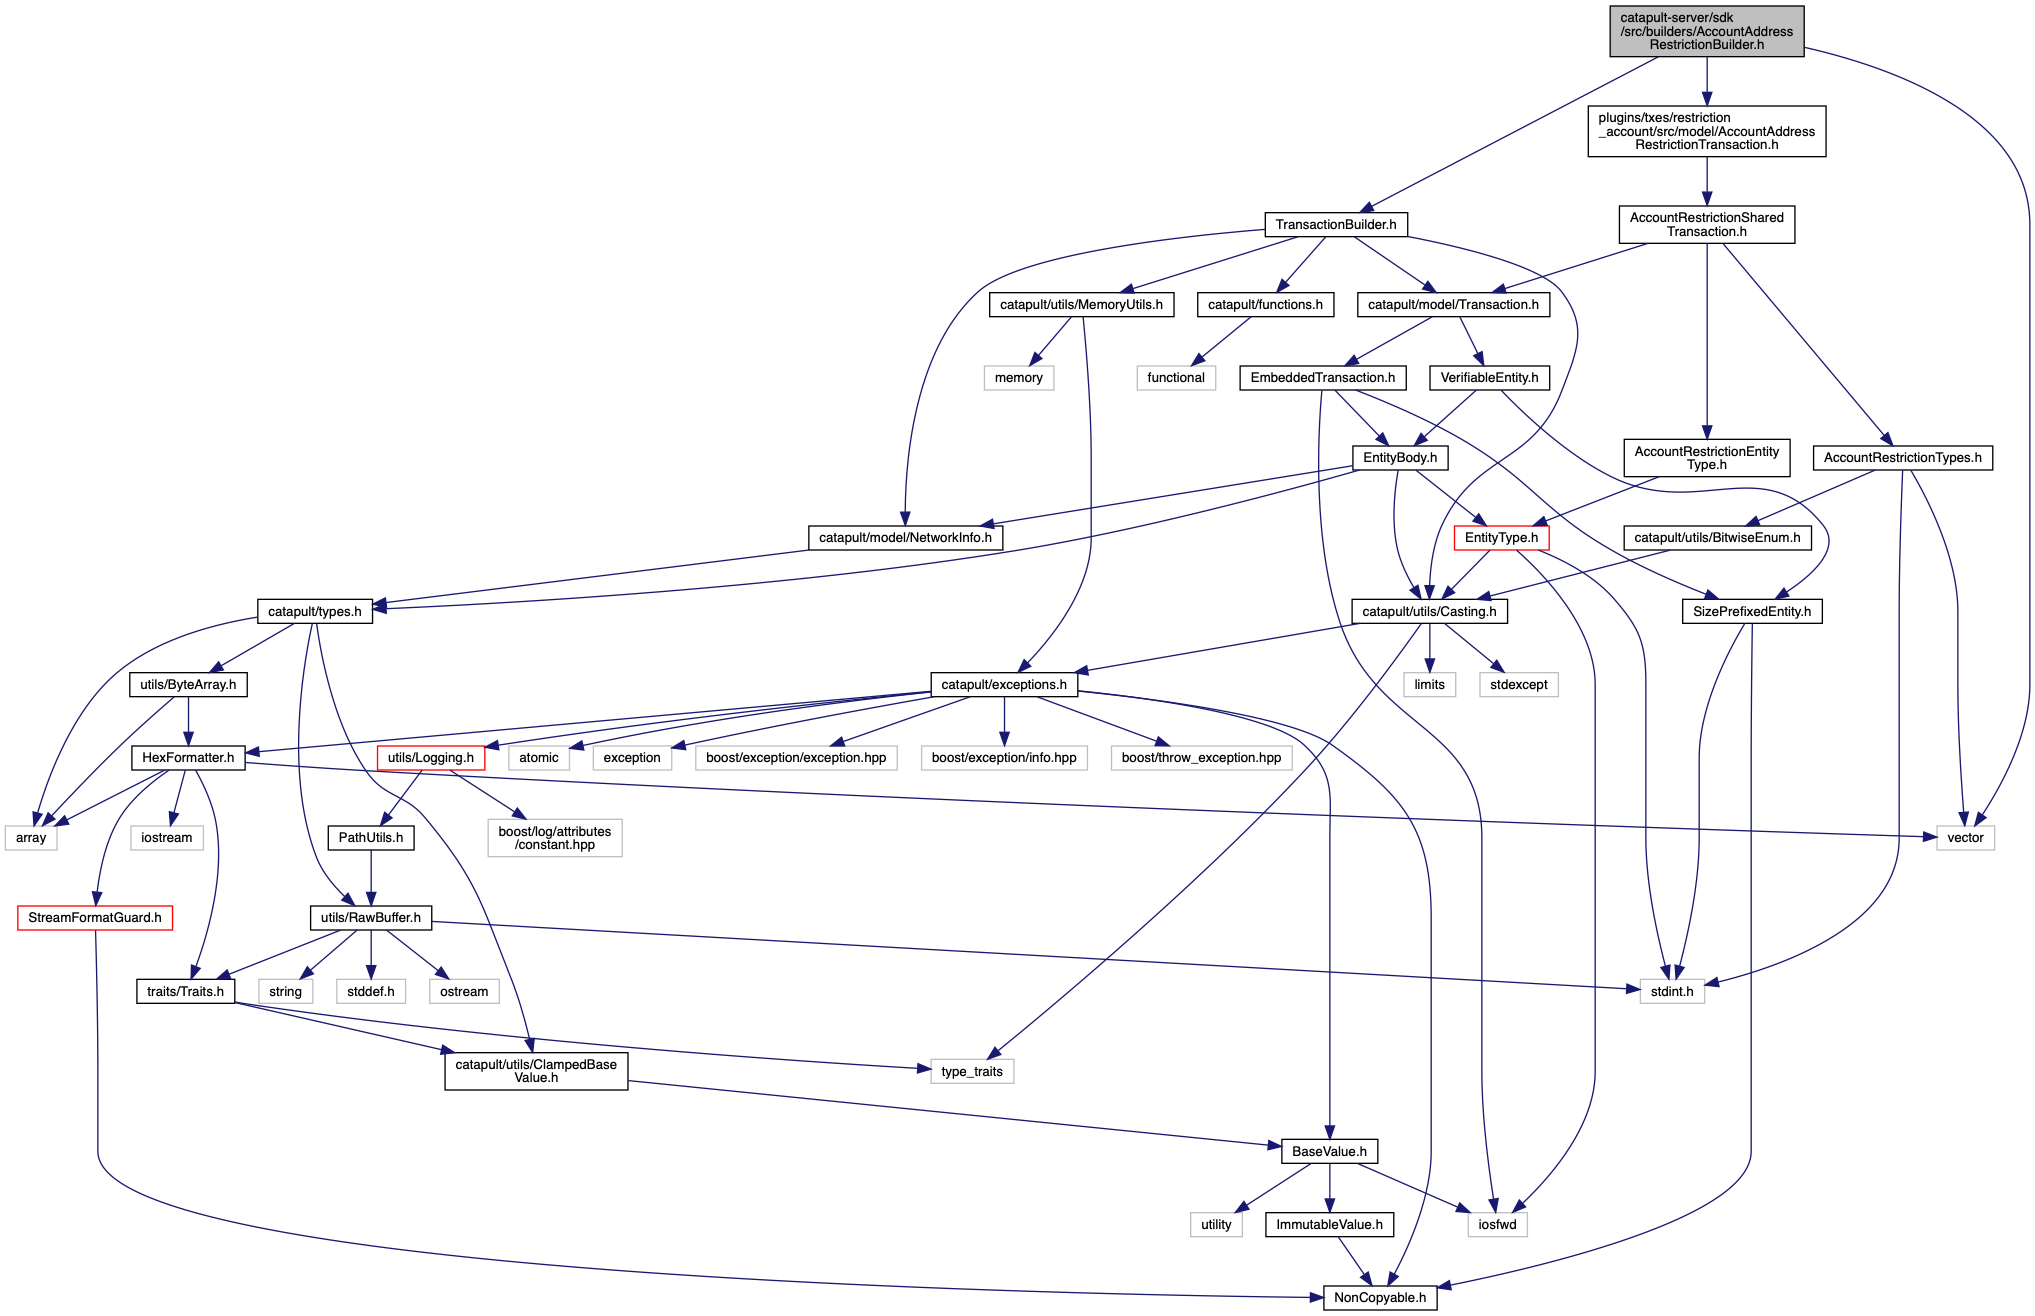 catapult-server/sdk
/src/builders/AccountAddress
RestrictionBuilder.h
plugins/txes/restriction
_account/src/model/AccountAddress
RestrictionTransaction.h
TransactionBuilder.h
AccountRestrictionShared
Transaction.h
catapult/utils/MemoryUtils.h
catapult/functions.h
catapult/model/Transaction.h
memory
functional
EmbeddedTransaction.h
VerifiableEntity.h
EntityBody.h
AccountRestrictionEntity
Type.h
AccountRestrictionTypes.h
catapult/model/NetworkInfo.h
EntityType.h
catapult/utils/BitwiseEnum.h
catapult/types.h
catapult/utils/Casting.h
SizePrefixedEntity.h
utils/ByteArray.h
catapult/exceptions.h
limits
stdexcept
HexFormatter.h
utils/Logging.h
atomic
exception
boost/exception/exception.hpp
boost/exception/info.hpp
boost/throw_exception.hpp
array
iostream
PathUtils.h
boost/log/attributes
/constant.hpp
vector
StreamFormatGuard.h
utils/RawBuffer.h
traits/Traits.h
string
stddef.h
ostream
stdint.h
catapult/utils/ClampedBase
Value.h
type_traits
BaseValue.h
utility
ImmutableValue.h
iosfwd
NonCopyable.h